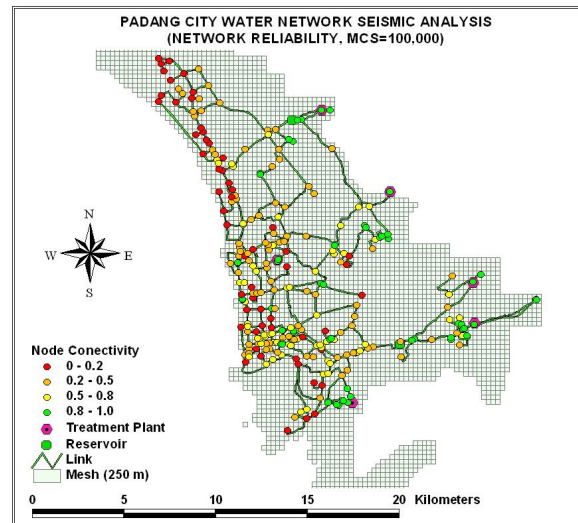 PADANG CITY WATER NETWORK SEISMIC ANALYSIS
(NETWORK RELIABILITY, MCS=100,000)
N
W E
S
Node Conectivity
0 - 0.2
0.2 - 0.5
0.5 - 0.8
0.8 - 1.0
Treatment Plant
Reservoir
Link
Mesh (250 m)
0 5 10 15 20 Kilometers